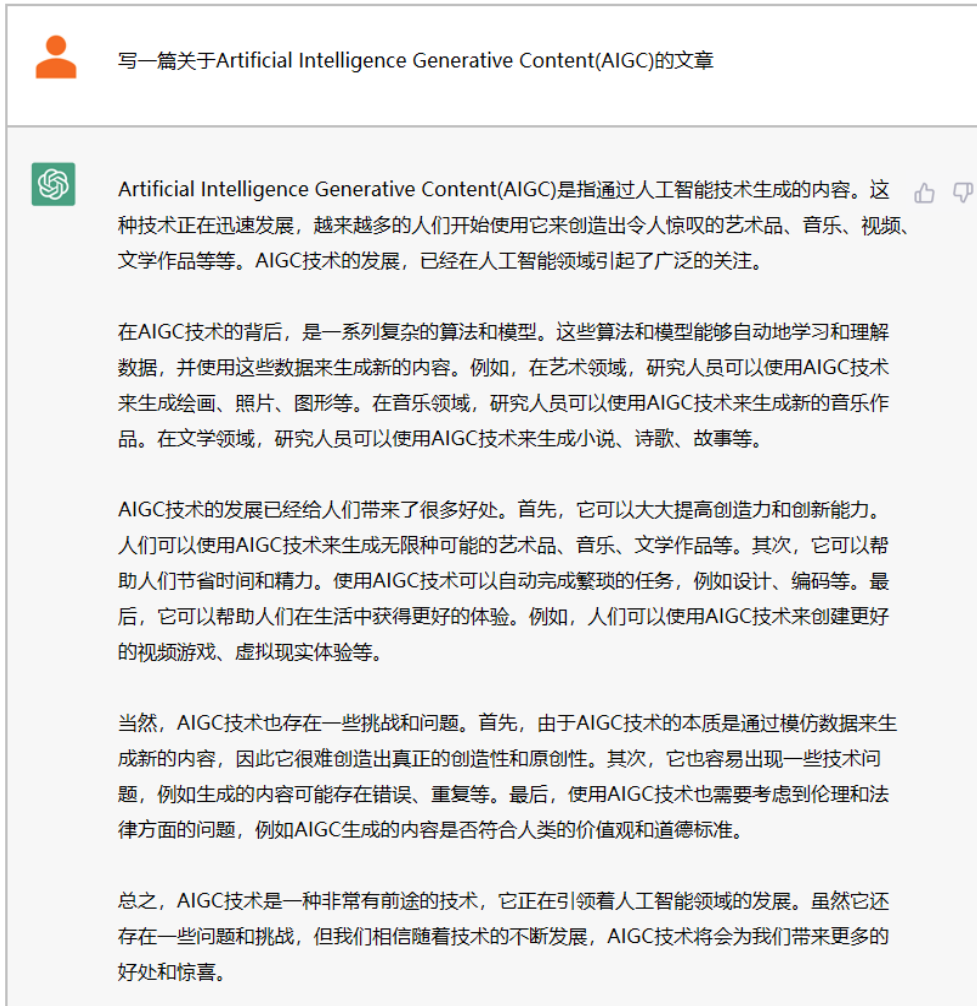 写一篇关于Artificial Intelligence Generative Content(AIGC)的文章
Artificial Intelligence Generative Content(AIGC)是指通过人工智能技术生成的内容。这
种技术正在迅速发展，越来越多的人们开始使用它来创造出令人惊叹的艺术品、音乐、视频、
文学作品等等。AIGC技术的发展，已经在人工智能领域引起了广泛的关注。
在AIGC技术的背后，是一系列复杂的算法和模型。这些算法和模型能够自动地学习和理解
数据，并使用这些数据来生成新的内容。例如，在艺术领域，研究人员可以使用AIGC技术
来生成绘画、照片、图形等。在音乐领域，研究人员可以使用AIGC技术来生成新的音乐作
品。在文学领域，研究人员可以使用AIGC技术来生成小说、诗歌、故事等。
AIGC技术的发展已经给人们带来了很多好处。首先，它可以大大提高创造力和创新能力。
人们可以使用AIGC技术来生成无限种可能的艺术品、音乐、文学作品等。其次，它可以帮
助人们节省时间和精力。使用AIGC技术可以自动完成繁琐的任务，例如设计、编码等。最
后，它可以帮助人们在生活中获得更好的体验。例如，人们可以使用AIGC技术来创建更好
的视频游戏、虚拟现实体验等。
当然，AIGC技术也存在一些挑战和问题。首先，由于AIGC技术的本质是通过模仿数据来生
成新的内容，因此它很难创造出真正的创造性和原创性。其次，它也容易出现一些技术问
题，例如生成的内容可能存在错误、重复等。最后，使用AIGC技术也需要考虑到伦理和法
律方面的问题，例如AIGC生成的内容是否符合人类的价值观和道德标准。
总之，AIGC技术是一种非常有前途的技术，它正在引领着人工智能领域的发展。虽然它还
存在一些问题和挑战，但我们相信随着技术的不断发展，AIGC技术将会为我们带来更多的
好处和惊喜。